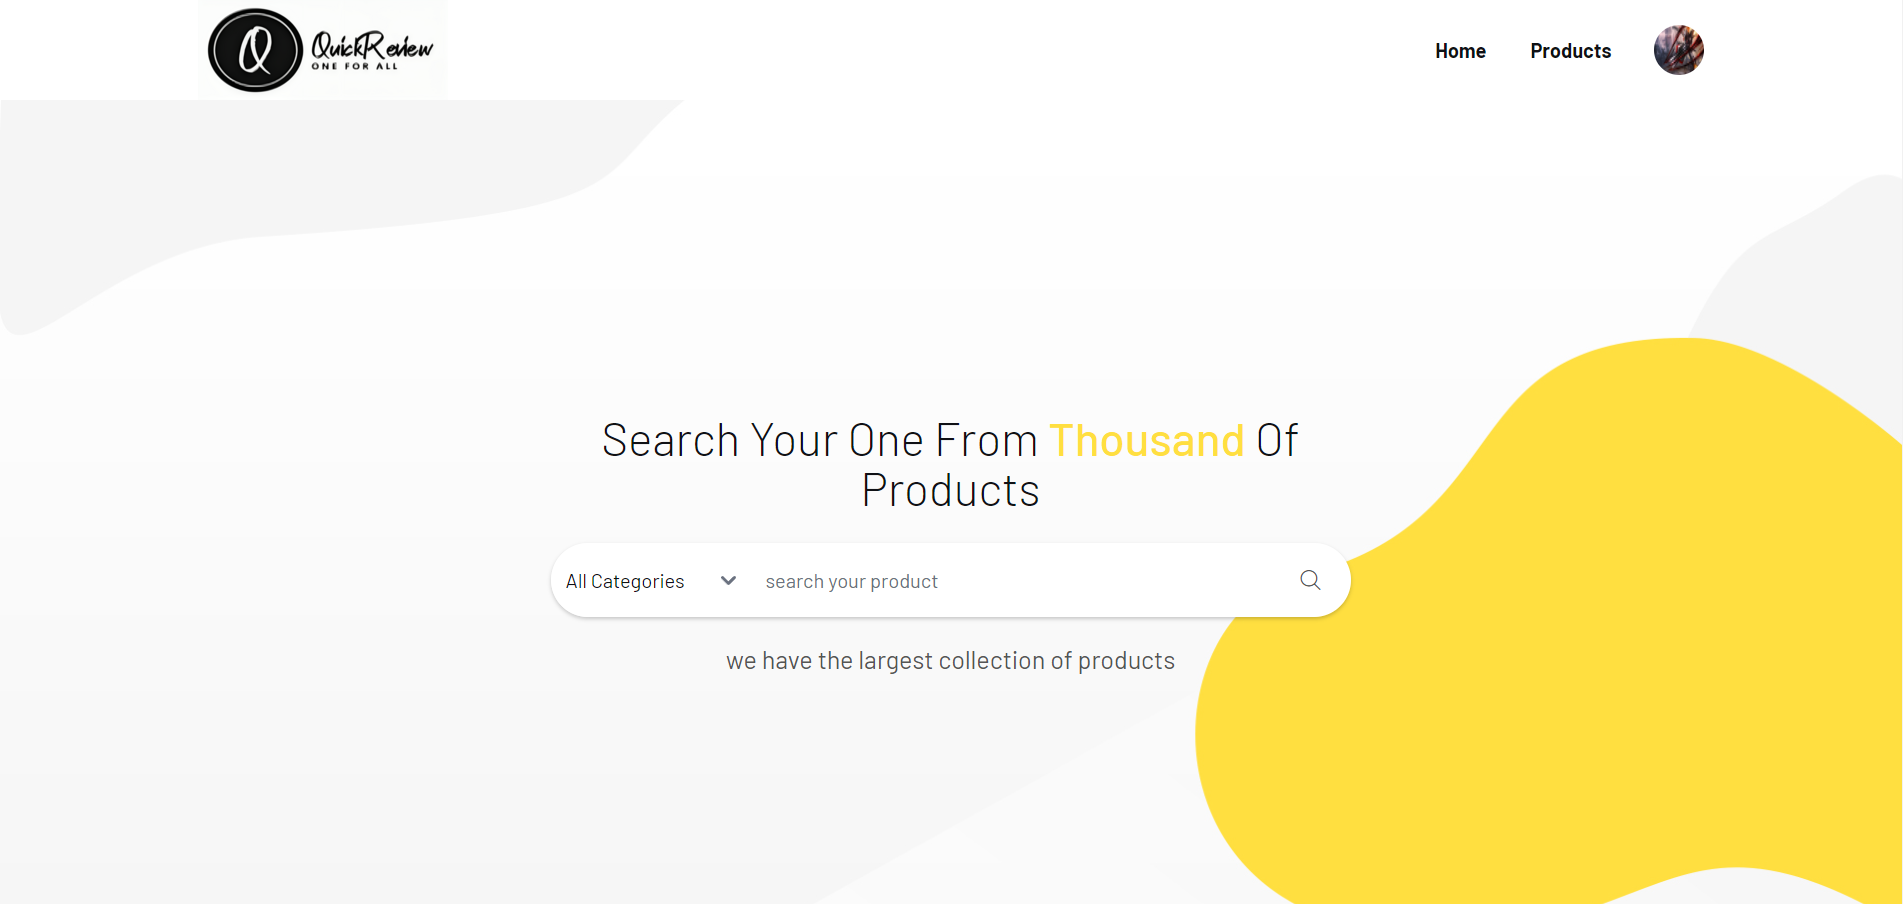 Q
QuickReview
ONE FOR ALL
Home
Products
Search Your One From Thousand Of
Products
All Categories
search your product
we have the largest collection of products